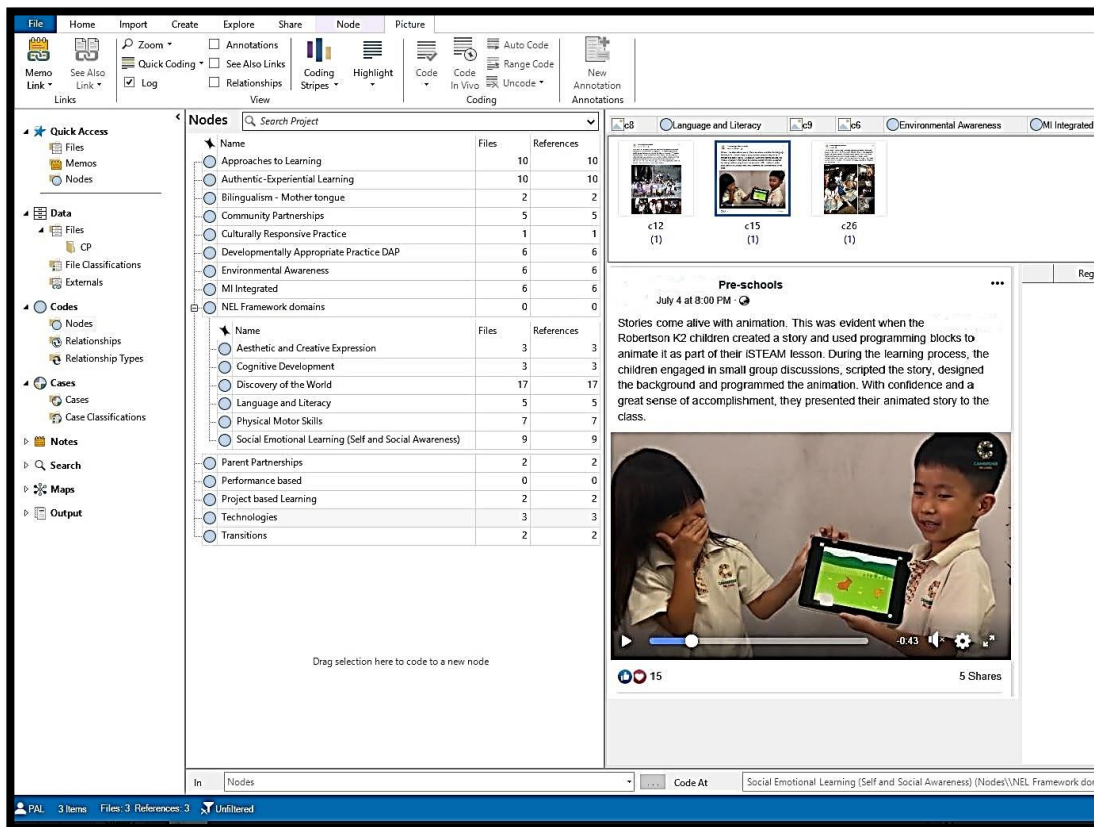 File Home Import Create Explore Share Node Picture
Memo Link
See Also Link
Links
Zoom
Quick Coding
Log
Annotations
See Also Links
Relationships
View
Coding Stripes
Highlight
Code
Code In Vivo
Auto Code
Range Code
Uncode
Coding
New Annotation
Annotations
Quick Access
Files
Memos
Nodes
Data
Files
CP
File Classifications
Externals
Codes
Nodes
Relationships
Relationship Types
Cases
Cases
Case Classifications
Notes
Search
Maps
Output
Nodes Search Project
Name Files References
Approaches to Learning 10 10
Authentic-Experiential Learning 10 10
Bilingualism - Mother tongue 2 2
Community Partnerships 5 5
Culturally Responsive Practice 1 1
Developmentally Appropriate Practice DAP 6 6
Environmental Awareness 6 6
MI Integrated 6 6
NEL Framework domains 0 0
Name Files References
Aesthetic and Creative Expression 3 3
Cognitive Development 3 3
Discovery of the World 17 17
Language and Literacy 5 5
Physical Motor Skills 7 7
Social Emotional Learning (Self and Social Awareness) 9 9
Parent Partnerships 2 2
Performance based 0 0
Project based Learning 2 2
Technologies 3 3
Transitions 2 2
Drag selection here to code to a new node
c8 Language and Literacy c9 c6 Environmental Awareness MI Integrated
c12 c15 c26
(1) (1) (1)
Reg
Pre-schools
July 4 at 8:00 PM ·
Stories come alive with animation. This was evident when the
Robertson K2 children created a story and used programming blocks to
animate it as part of their iSTEAM lesson. During the learning process, the
children engaged in small group discussions, scripted the story, designed
the background and programmed the animation. With confidence and a
great sense of accomplishment, they presented their animated story to the
class.
-0:43
15 5 Shares
In Nodes ... Code At Social Emotional Learning (Self and Social Awareness) (Nodes\\NEL Framework dor
PAL 3 Items Files: 3 References: 3 Unfiltered